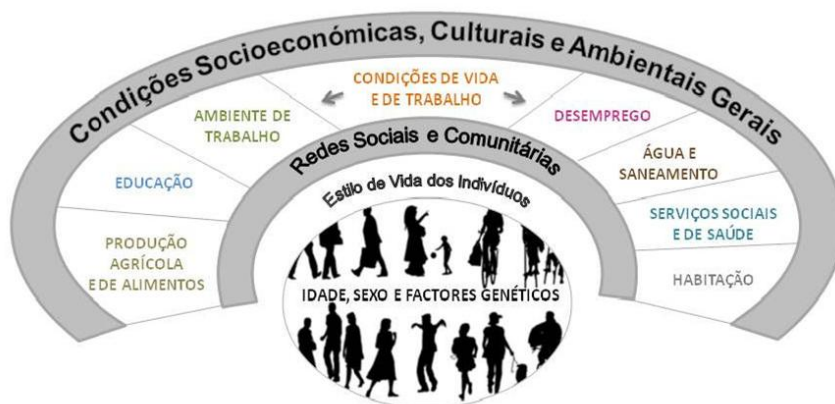 Condições Socioeconómicas, Culturais e Ambientais Gerais
CONDIÇÕES DE VIDA
E DE TRABALHO
AMBIENTE DE
TRABALHO
DESEMPREGO
Redes Sociais e Comunitárias
ÁGUA E
SANEAMENTO
EDUCAÇÃO
Estilo de Vida dos Indivíduos
SERVIÇOS SOCIAIS
E DE SAÚDE
PRODUÇÃO
AGRÍCOLA
E DE ALIMENTOS
HABITAÇÃO
IDADE, SEXO E FACTORES GENÉTICOS